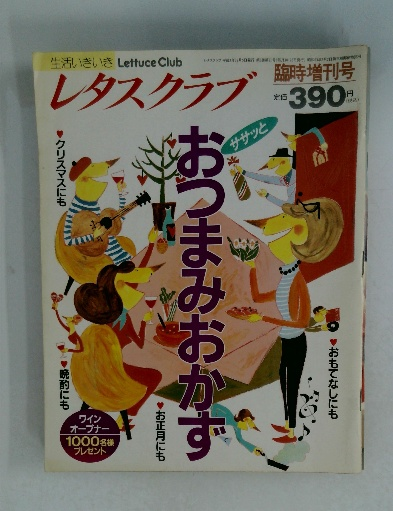 生活いきいき Lettuce Club
レタスクラブ
臨時増刊号
定価390円
ササッと
おつまみおかず
♥クリスマスにも
♥晩酌にも
♥お正月にも
♥おもてなしにも
ワイン
オープナー
1000名様
プレゼント